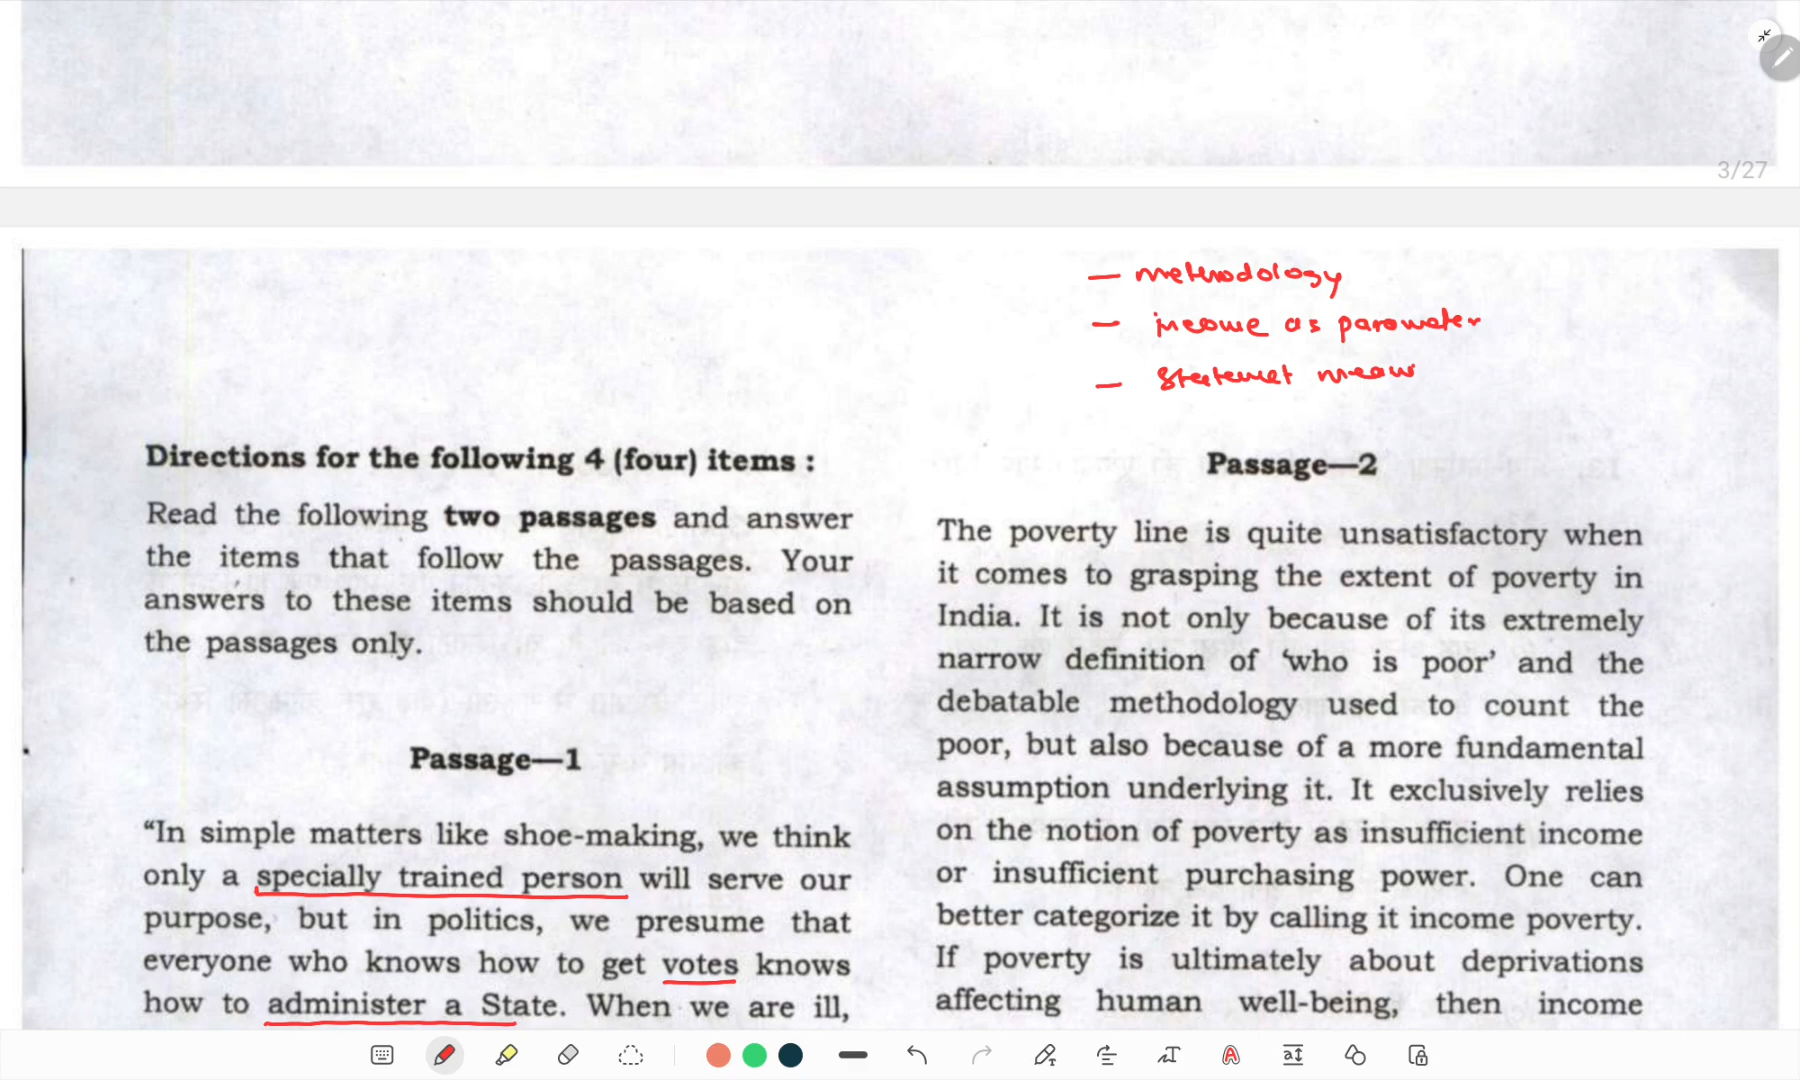 3/27
— methodology
— income as parameter
— Statemet means
Directions for the following 4 (four) items :
Read the following two passages and answer
the items that follow the passages. Your
answers to these items should be based on
the passages only.
Passage—1
“In simple matters like shoe-making, we think
only a specially trained person will serve our
purpose, but in politics, we presume that
everyone who knows how to get votes knows
how to administer a State. When we are ill,
Passage—2
The poverty line is quite unsatisfactory when
it comes to grasping the extent of poverty in
India. It is not only because of its extremely
narrow definition of ‘who is poor’ and the
debatable methodology used to count the
poor, but also because of a more fundamental
assumption underlying it. It exclusively relies
on the notion of poverty as insufficient income
or insufficient purchasing power. One can
better categorize it by calling it income poverty.
If poverty is ultimately about deprivations
affecting human well-being, then income